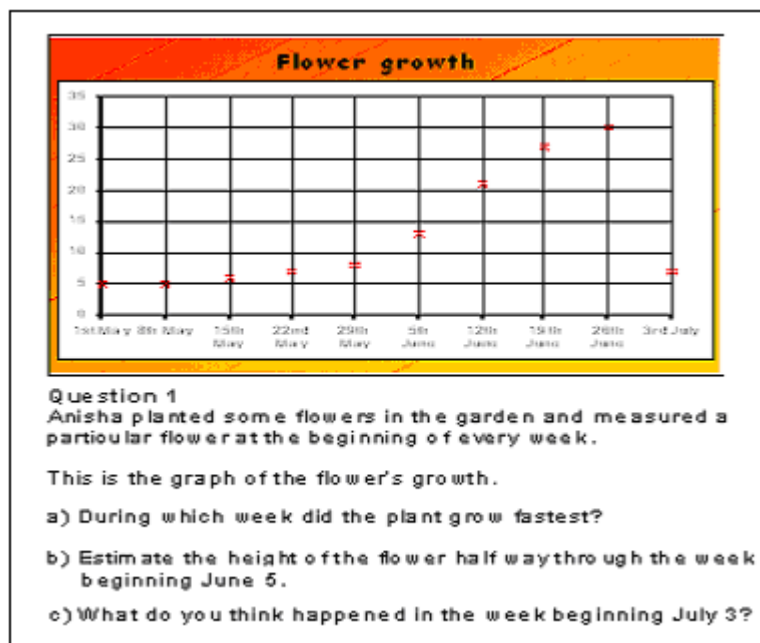 Flower growth
35
30
25
20
15
10
5
0
1st May 8th May 15th May 22nd May 29th May 5th June 12th June 19th June 26th June 3rd July
Question 1
Anisha planted some flowers in the garden and measured a
particular flower at the beginning of every week.
This is the graph of the flower's growth.
a) During which week did the plant grow fastest?
b) Estimate the height of the flower half way through the week
beginning June 5.
c) What do you think happened in the week beginning July 3?